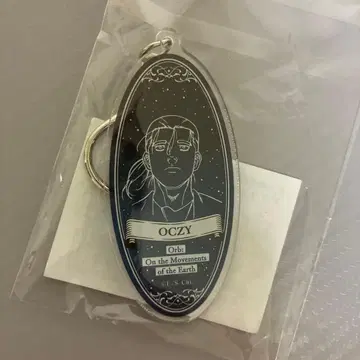 OCZY
Orb:
On the Movements
of the Earth